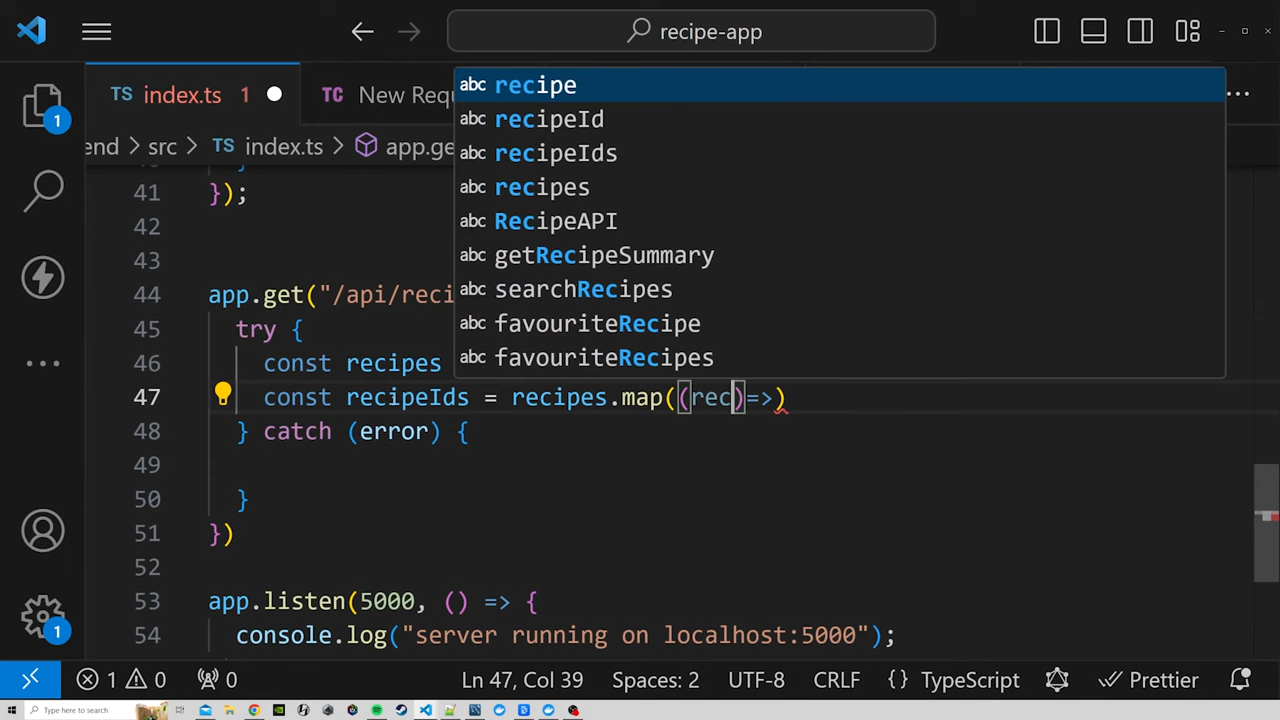 recipe-app
TS index.ts 1
TC New Requ
end > src > TS index.ts > app.ge
abc recipe
abc recipeId
abc recipeIds
abc recipes
abc RecipeAPI
abc getRecipeSummary
abc searchRecipes
abc favouriteRecipe
abc favouriteRecipes
41 });
42
43
44 app.get("/api/reci
45 try {
46 const recipes
47 const recipeIds = recipes.map((rec)=>)
48 } catch (error) {
49
50 }
51 })
52
53 app.listen(5000, () => {
54 console.log("server running on localhost:5000");
1
1
1 0 0 Ln 47, Col 39 Spaces: 2 UTF-8 CRLF {} TypeScript Prettier
Type here to search